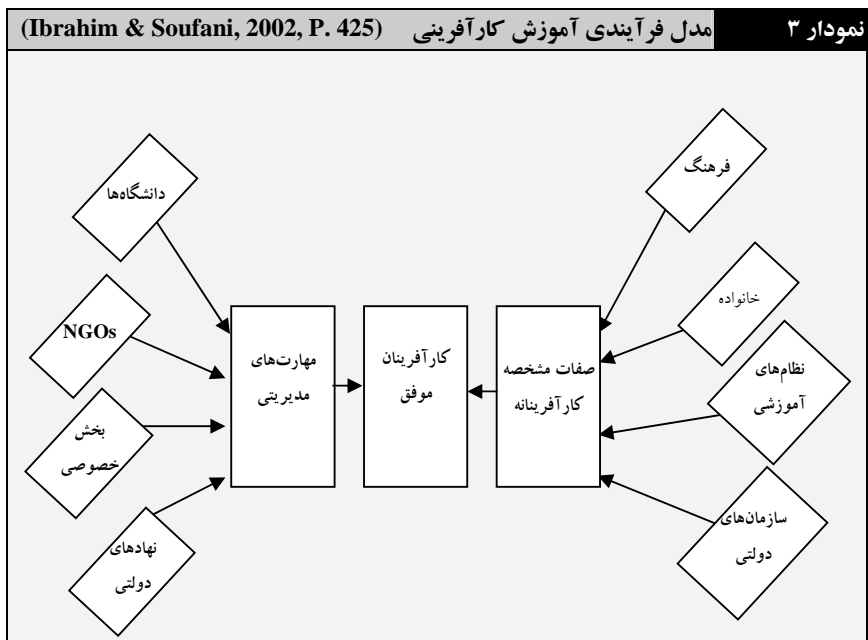 نمودار ۳
مدل فرآیندی آموزش کارآفرینی (Ibrahim & Soufani, 2002, P. 425)
فرهنگ
خانواده
نظام‌های
آموزشی
سازمان‌های
دولتی
صفات مشخصه
کارآفرینانه
کارآفرینان
موفق
مهارت‌های
مدیریتی
دانشگاه‌ها
NGOs
بخش
خصوصی
نهادهای
دولتی